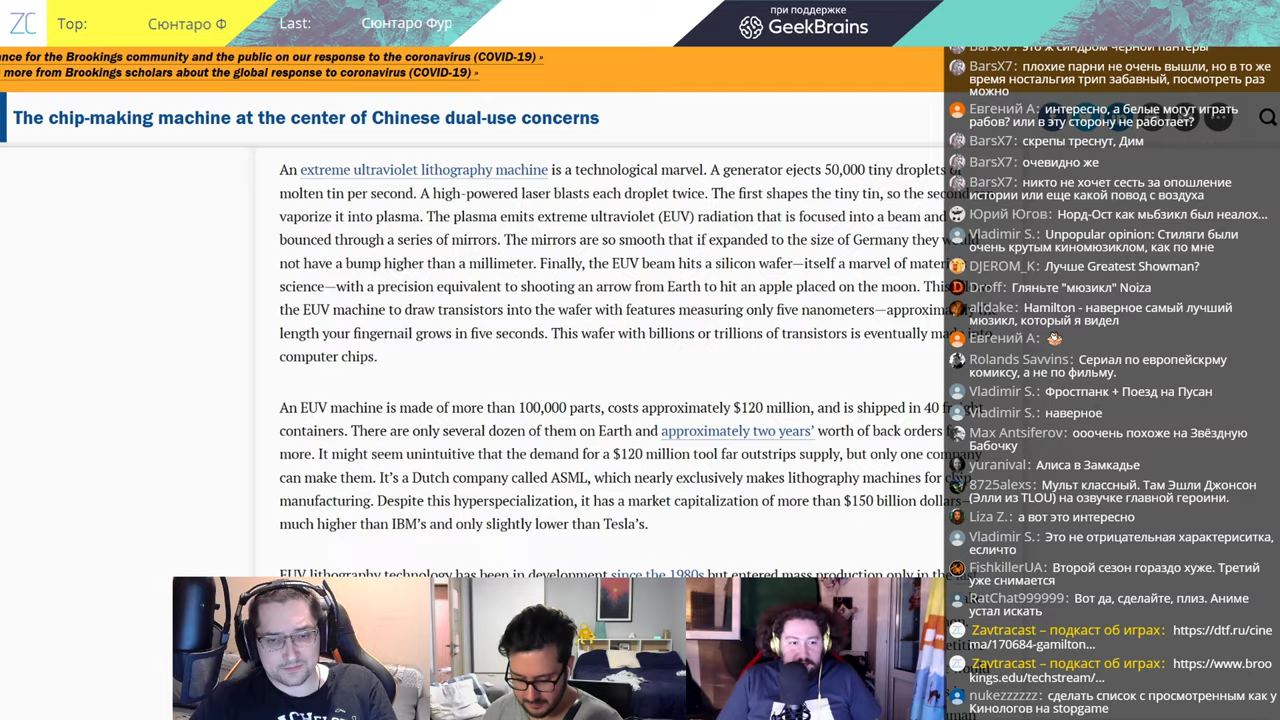 ZC
Top:
Сюнтаро Ф
Last:
Сюнтаро Фур
при поддержке
GeekBrains
ance for the Brookings community and the public on our response to the coronavirus (COVID-19) »
more from Brookings scholars about the global response to coronavirus (COVID-19) »
The chip-making machine at the center of Chinese dual-use concerns
An extreme ultraviolet lithography machine is a technological marvel. A generator ejects 50,000 tiny droplets of
molten tin per second. A high-powered laser blasts each droplet twice. The first shapes the tiny tin, so the second
vaporize it into plasma. The plasma emits extreme ultraviolet (EUV) radiation that is focused into a beam and
bounced through a series of mirrors. The mirrors are so smooth that if expanded to the size of Germany they would
not have a bump higher than a millimeter. Finally, the EUV beam hits a silicon wafer—itself a marvel of materi
science—with a precision equivalent to shooting an arrow from Earth to hit an apple placed on the moon. This
the EUV machine to draw transistors into the wafer with features measuring only five nanometers—approxima
length your fingernail grows in five seconds. This wafer with billions or trillions of transistors is eventually made into
computer chips.
An EUV machine is made of more than 100,000 parts, costs approximately $120 million, and is shipped in 40 freight
containers. There are only several dozen of them on Earth and approximately two years’ worth of back orders f
more. It might seem unintuitive that the demand for a $120 million tool far outstrips supply, but only one company
can make them. It’s a Dutch company called ASML, which nearly exclusively makes lithography machines for chip
manufacturing. Despite this hyperspecialization, it has a market capitalization of more than $150 billion dollars—
much higher than IBM’s and only slightly lower than Tesla’s.
EUV lithography technology has been in development since the 1980s but entered mass production only in the
BarsX7: это ж синдром черной пантеры
BarsX7: плохие парни не очень вышли, но в то же
время ностальгия трип забавный, посмотреть раз
можно
Евгений А: интересно, а белые могут играть
рабов? или в эту сторону не работает?
BarsX7: скрепы треснут, Дим
BarsX7: очевидно же
BarsX7: никто не хочет сесть за опошление
истории или еще какой повод с воздуха
Юрий Югов: Норд-Ост как мьбзикл был неалох...
Vladimir S.: Unpopular opinion: Стиляги были
очень крутым киномюзиклом, как по мне
DJEROM_K: Лучше Greatest Showman?
Droff: Гляньте "мюзикл" Noiza
alldake: Hamilton - наверное самый лучший
мюзикл, который я видел
Евгений А:
Rolands Savvins: Сериал по европейскрму
комиксу, а не по фильму.
Vladimir S.: Фростпанк + Поезд на Пусан
Vladimir S.: наверное
Max Antsiferov: ооочень похоже на Звёздную
Бабочку
yuranival: Алиса в Замкадье
8725alexs: Мульт классный. Там Эшли Джонсон
(Элли из TLOU) на озвучке главной героини.
Liza Z.: а вот это интересно
Vladimir S.: Это не отрицательная характериситка,
есличто
FishkillerUA: Второй сезон гораздо хуже. Третий
уже снимается
RatChat999999: Вот да, сделайте, плиз. Аниме
устал искать
Zavtracast – подкаст об играх: https://dtf.ru/cine
ma/170684-gamilton...
Zavtracast – подкаст об играх: https://www.broo
kings.edu/techstream/...
nukezzzzzz: сделать список с просмотренным как у
Кинологов на stopgame